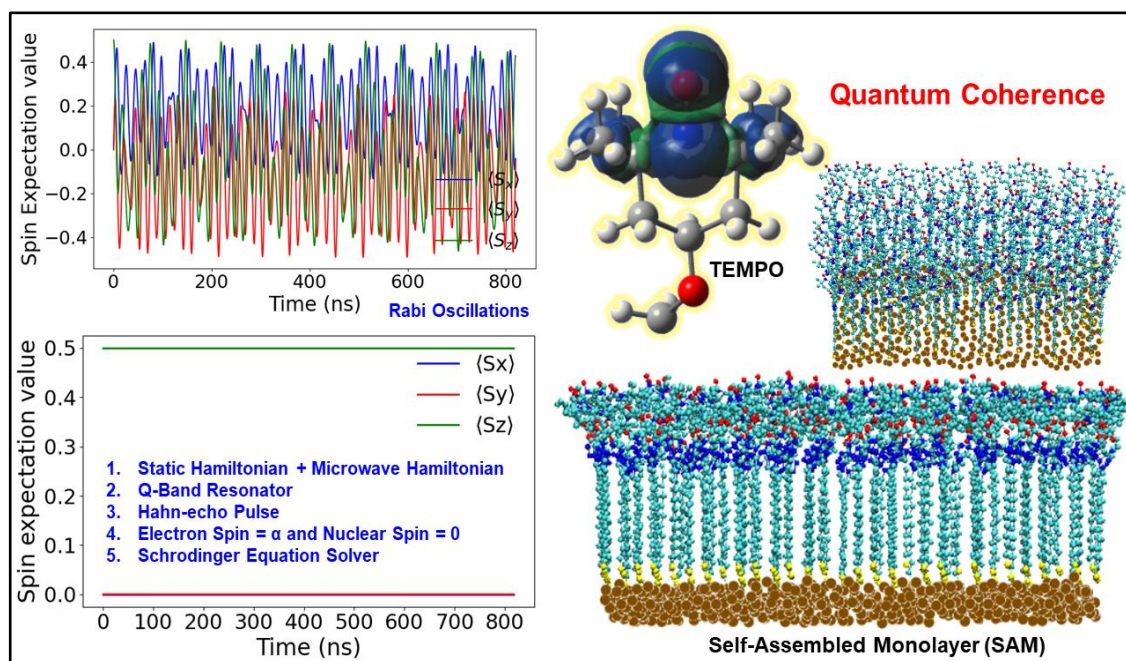 Spin Expectation value
0.4
0.2
0.0
−0.2
−0.4
⟨Sx⟩
⟨Sy⟩
⟨Sz⟩
0
200
400
600
800
Time (ns)
Rabi Oscillations
TEMPO
Quantum Coherence
Spin expectation value
0.5
0.4
0.3
0.2
0.1
0.0
⟨Sx⟩
⟨Sy⟩
⟨Sz⟩
1. Static Hamiltonian + Microwave Hamiltonian
2. Q-Band Resonator
3. Hahn-echo Pulse
4. Electron Spin = α and Nuclear Spin = 0
5. Schrodinger Equation Solver
0 100 200 300 400 500 600 700 800
Time (ns)
Self-Assembled Monolayer (SAM)